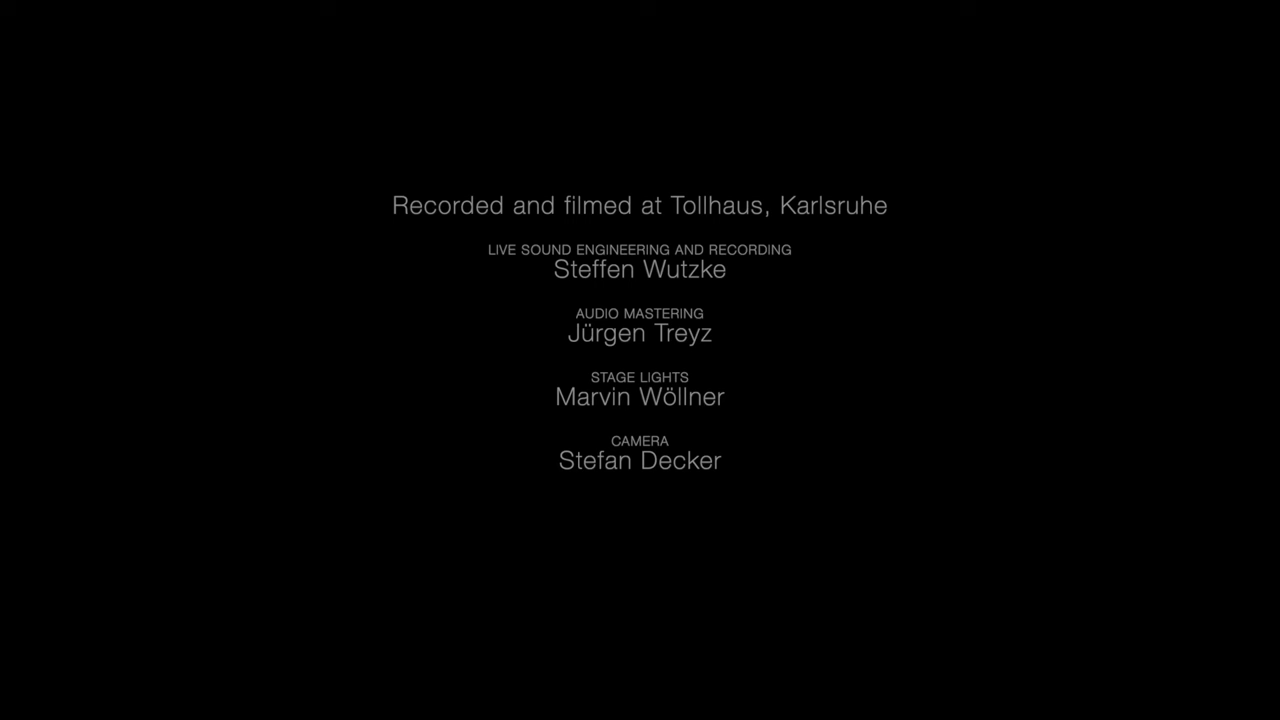 Recorded and filmed at Tollhaus, Karlsruhe
LIVE SOUND ENGINEERING AND RECORDING
Steffen Wutzke
AUDIO MASTERING
Jürgen Treyz
STAGE LIGHTS
Marvin Wöllner
CAMERA
Stefan Decker